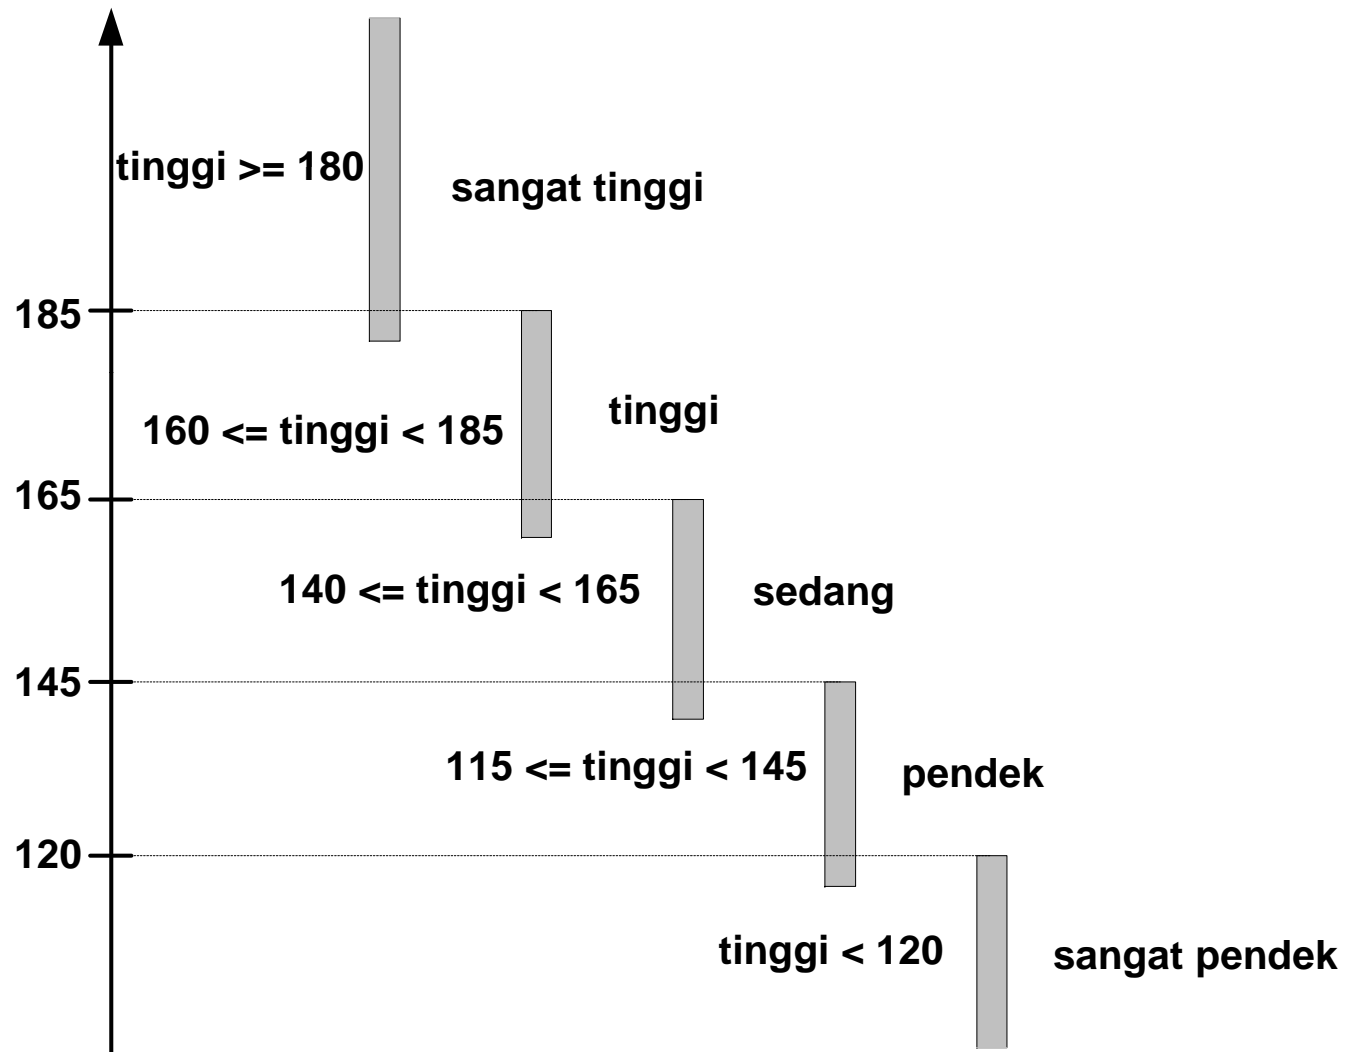 tinggi >= 180
sangat tinggi
185
tinggi
160 <= tinggi < 185
165
140 <= tinggi < 165
sedang
145
115 <= tinggi < 145
pendek
120
tinggi < 120
sangat pendek